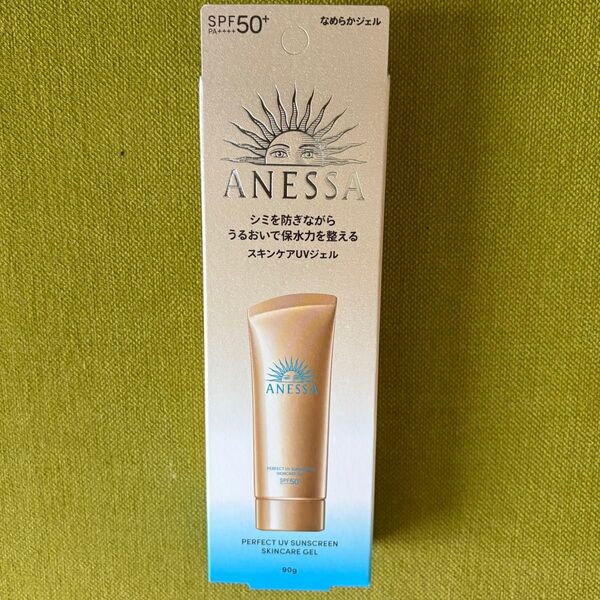 SPF50+
PA++++
なめらかジェル
ANESSA
シミを防ぎながら
うるおいで保水力を整える
スキンケアUVジェル
ANESSA
PERFECT UV SUNSCREEN
SKINCARE GEL
SPF50+
PERFECT UV SUNSCREEN
SKINCARE GEL
90g